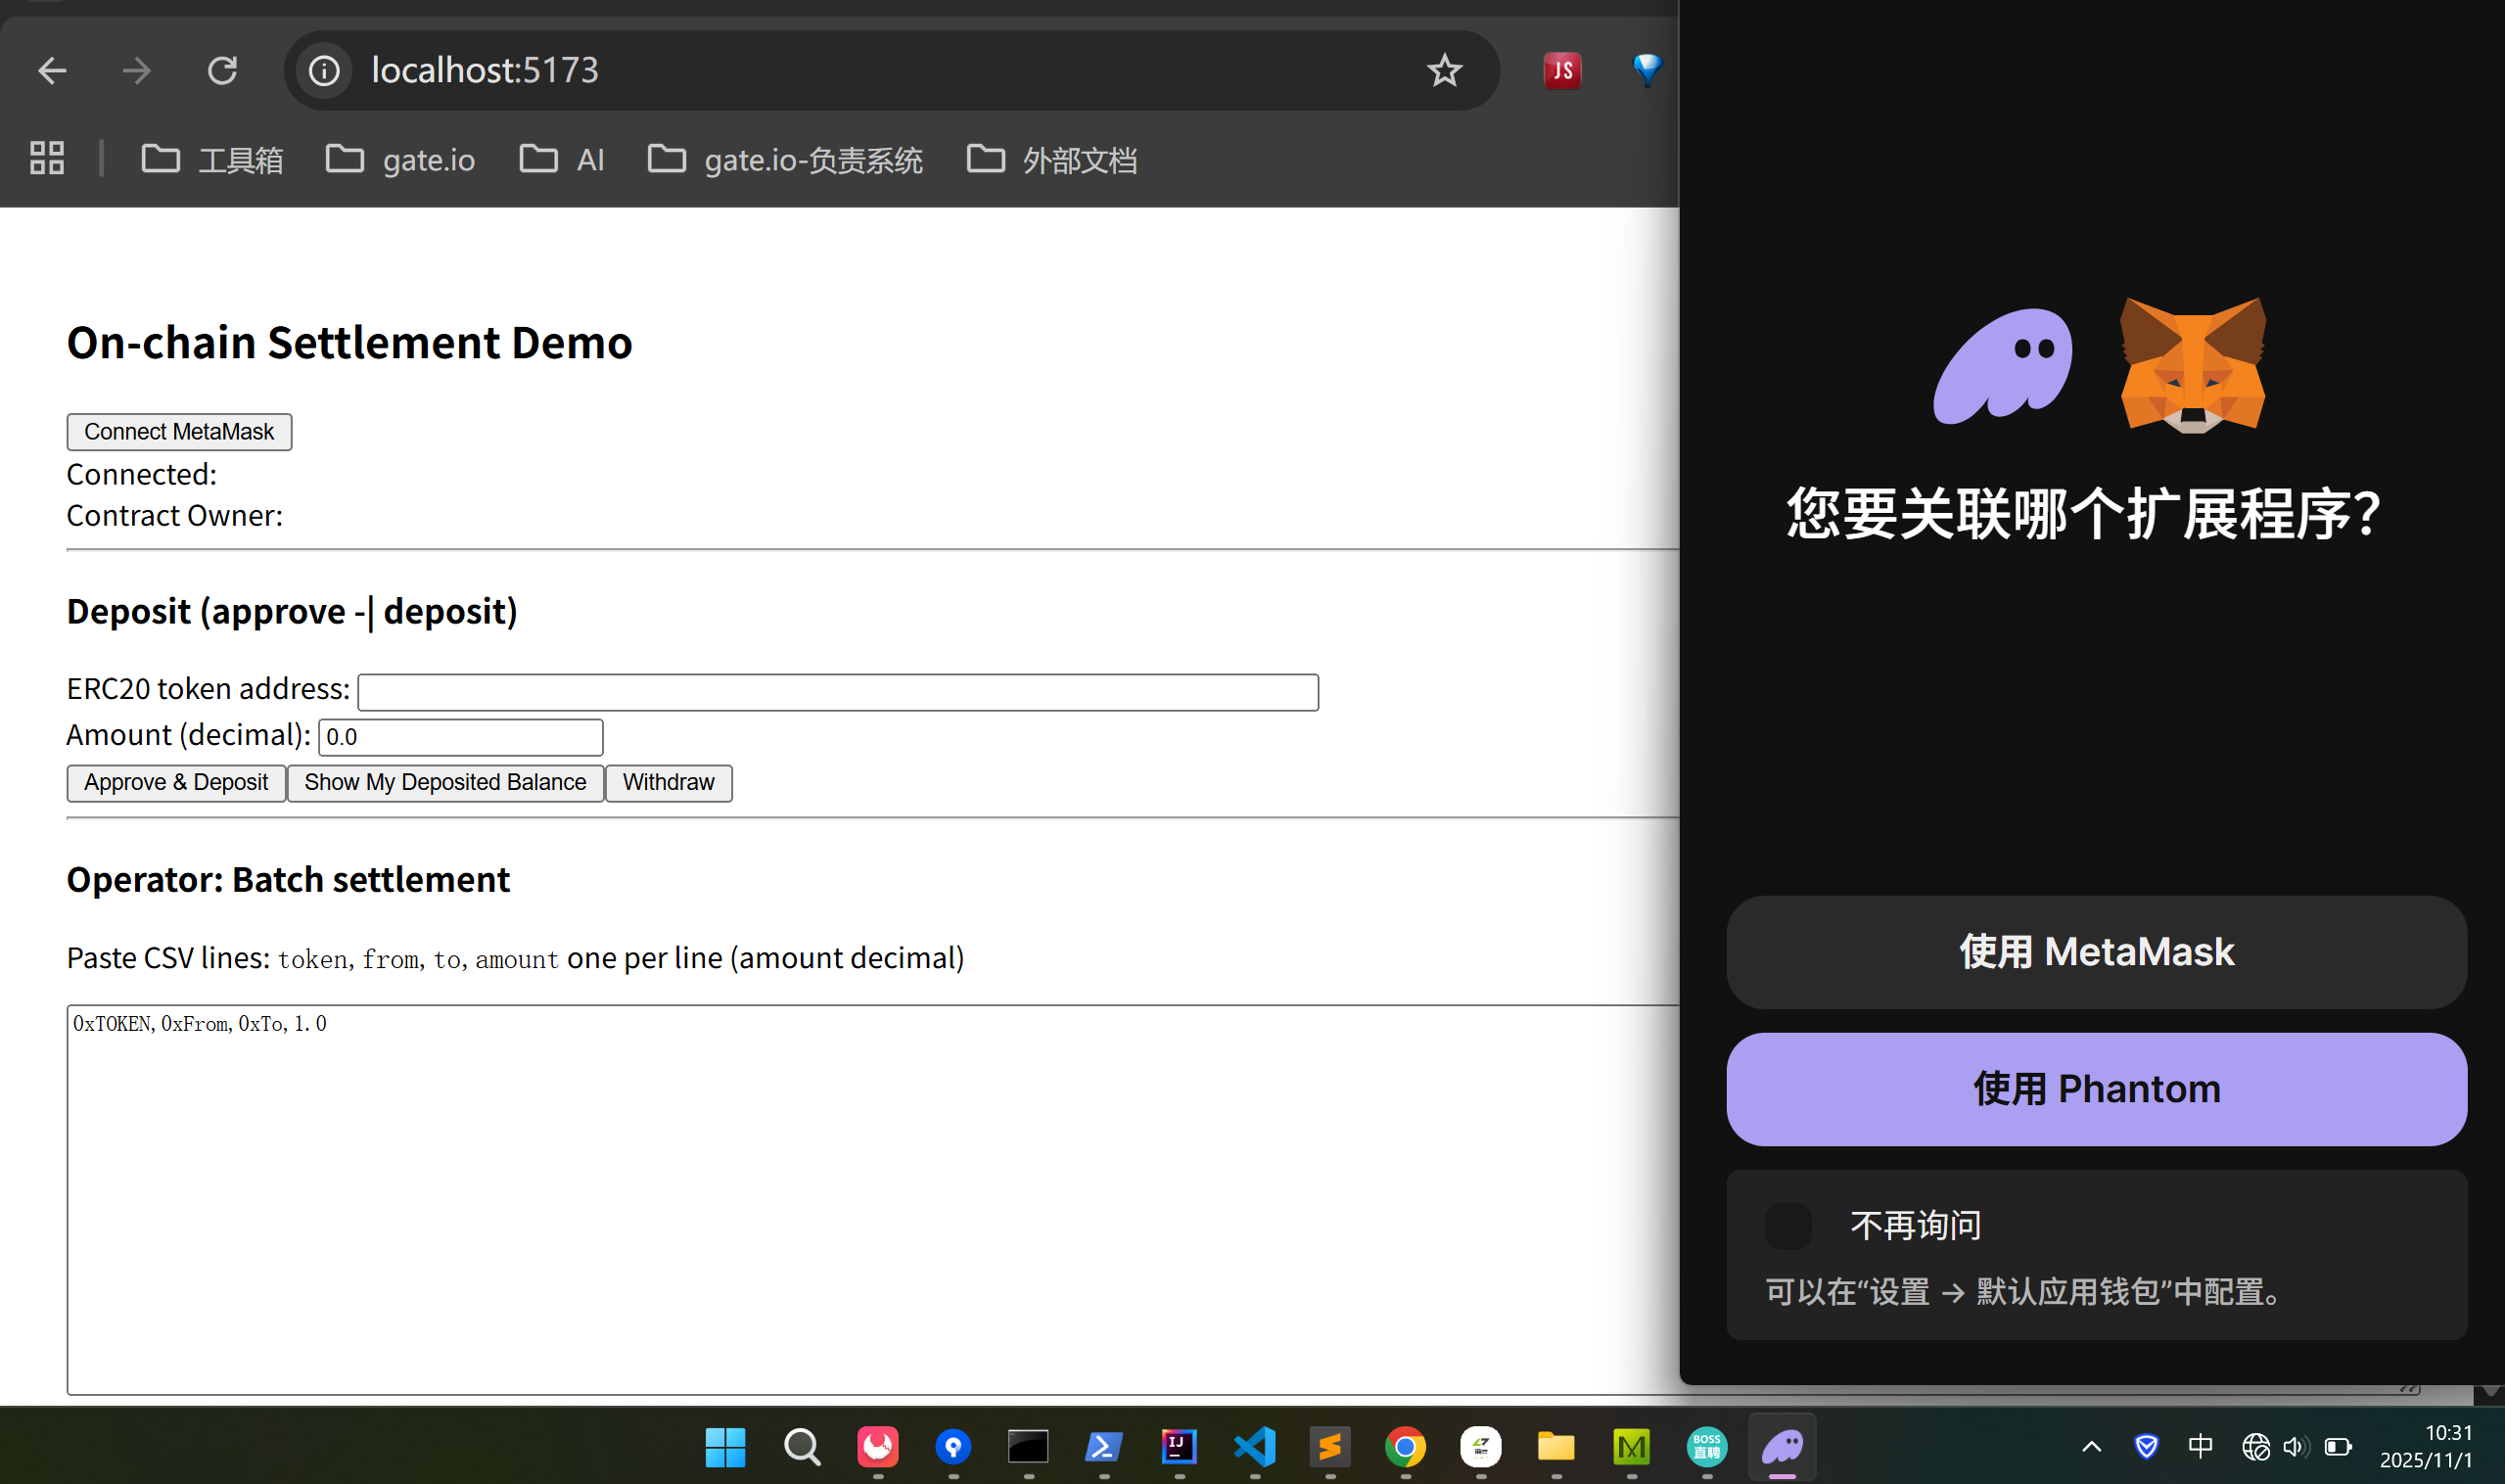 localhost:5173
JS
工具箱
gate.io
AI
gate.io-负责系统
外部文档
On-chain Settlement Demo
Connect MetaMask
Connected:
Contract Owner:
Deposit (approve -| deposit)
ERC20 token address:
Amount (decimal): 0.0
Approve & Deposit
Show My Deposited Balance
Withdraw
Operator: Batch settlement
Paste CSV lines: token,from,to,amount one per line (amount decimal)
0xTOKEN,0xFrom,0xTo,1.0
您要关联哪个扩展程序？
使用 MetaMask
使用 Phantom
不再询问
可以在“设置 → 默认应用钱包”中配置。
IJ
M
BOSS
直聘
中
10:31
2025/11/1